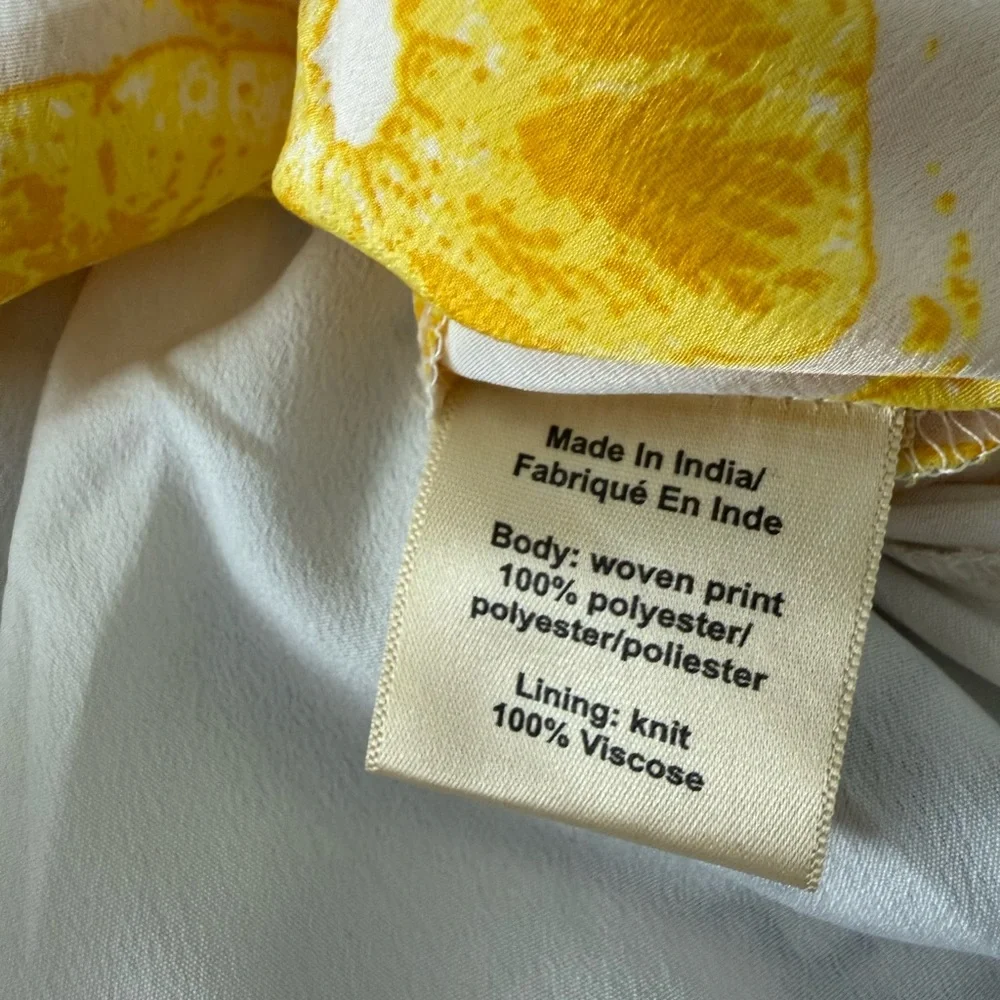 Made In India/
Fabriqué En Inde
Body: woven print
100% polyester/
polyester/poliester
Lining: knit
100% Viscose